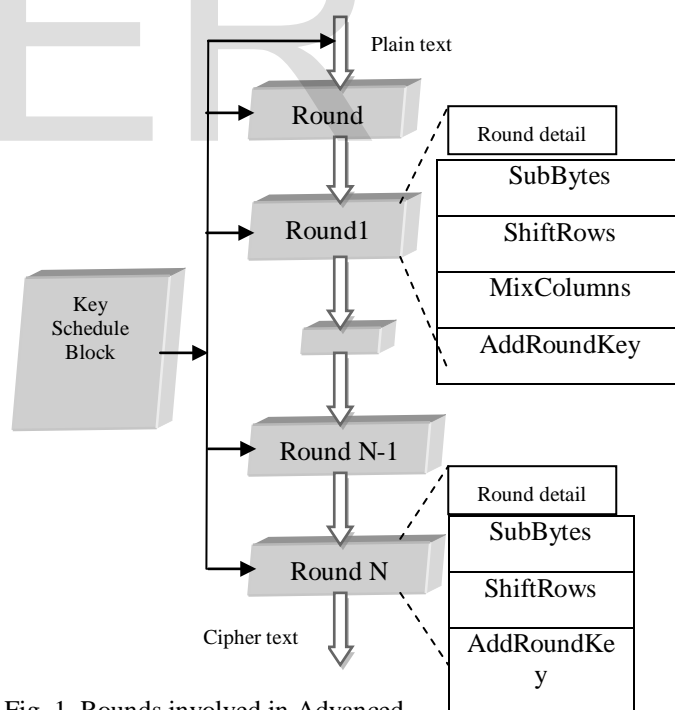 ER
Plain text
Round
Round detail
SubBytes
Round1
ShiftRows
MixColumns
Key
Schedule
Block
AddRoundKey
Round N-1
Round detail
SubBytes
Round N
ShiftRows
Cipher text
AddRoundKe
y
Fig. 1. Rounds involved in Advanced